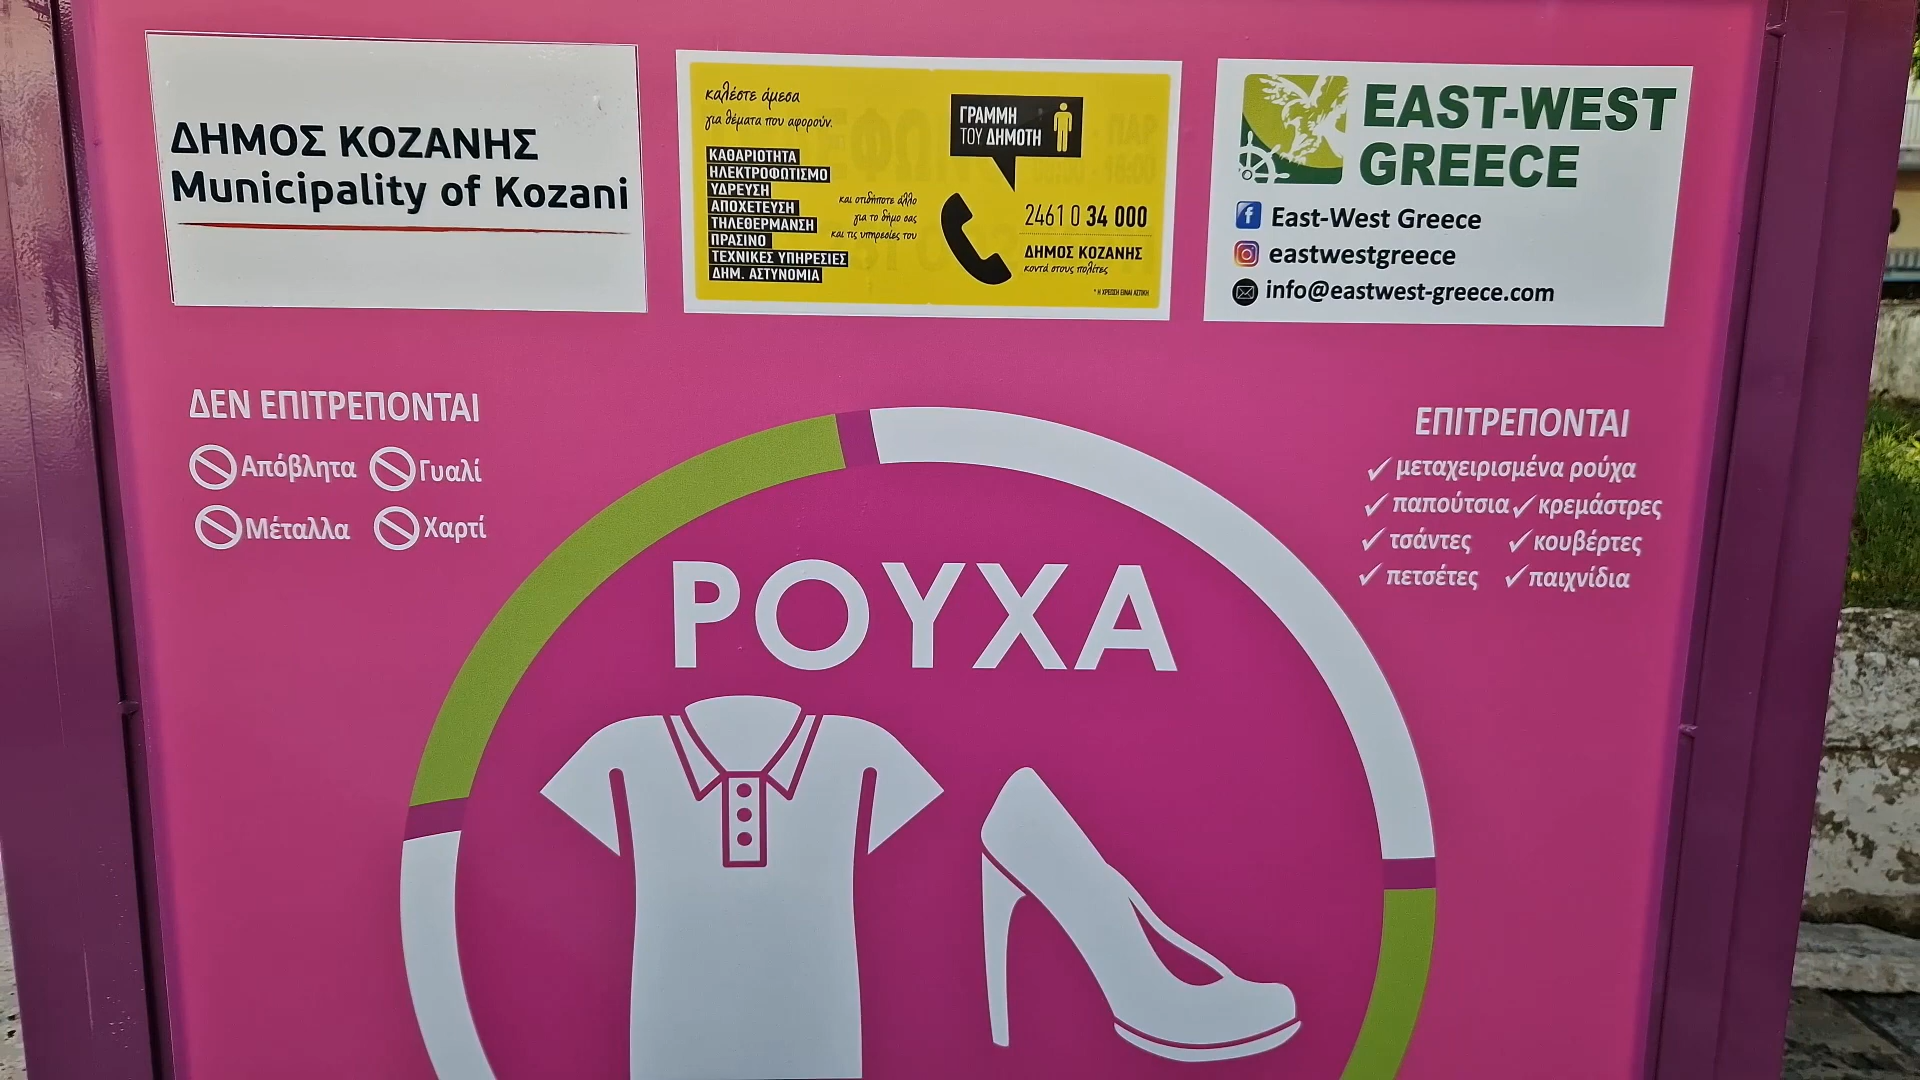 ΔΗΜΟΣ ΚΟΖΑΝΗΣ
Municipality of Kozani
καλέστε άμεσα
για θέματα που αφορούν:
ΚΑΘΑΡΙΟΤΗΤΑ
ΗΛΕΚΤΡΟΦΩΤΙΣΜΟ
ΥΔΡΕΥΣΗ
ΑΠΟΧΕΤΕΥΣΗ
ΤΗΛΕΘΕΡΜΑΝΣΗ
ΠΡΑΣΙΝΟ
ΤΕΧΝΙΚΕΣ ΥΠΗΡΕΣΙΕΣ
ΔΗΜ. ΑΣΤΥΝΟΜΙΑ
και οτιδήποτε άλλο
για το δήμο σας
και τις υπηρεσίες του
ΓΡΑΜΜΗ
ΤΟΥ ΔΗΜΟΤΗ
2461 0 34 000
ΔΗΜΟΣ ΚΟΖΑΝΗΣ
κοντά στους πολίτες
* Η ΧΡΕΩΣΗ ΕΙΝΑΙ ΑΣΤΙΚΗ
EAST-WEST
GREECE
East-West Greece
eastwestgreece
info@eastwest-greece.com
ΔΕΝ ΕΠΙΤΡΕΠΟΝΤΑΙ
Απόβλητα Γυαλί
Μέταλλα Χαρτί
ΕΠΙΤΡΕΠΟΝΤΑΙ
✓ μεταχειρισμένα ρούχα
✓ παπούτσια ✓ κρεμάστρες
✓ τσάντες ✓ κουβέρτες
✓ πετσέτες ✓ παιχνίδια
ΡΟΥΧΑ